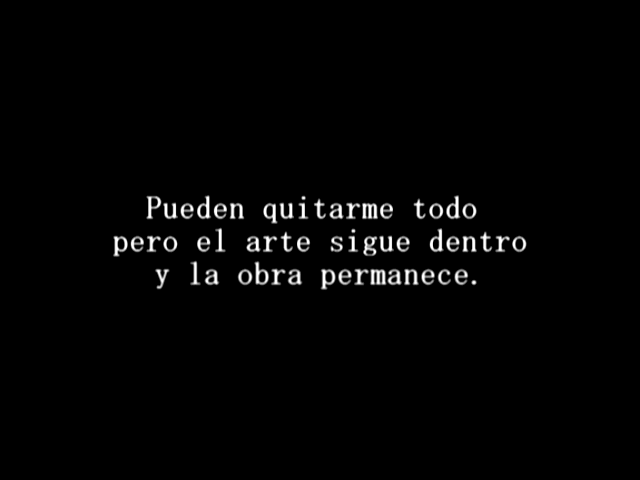 Pueden quitarme todo
pero el arte sigue dentro
y la obra permanece.